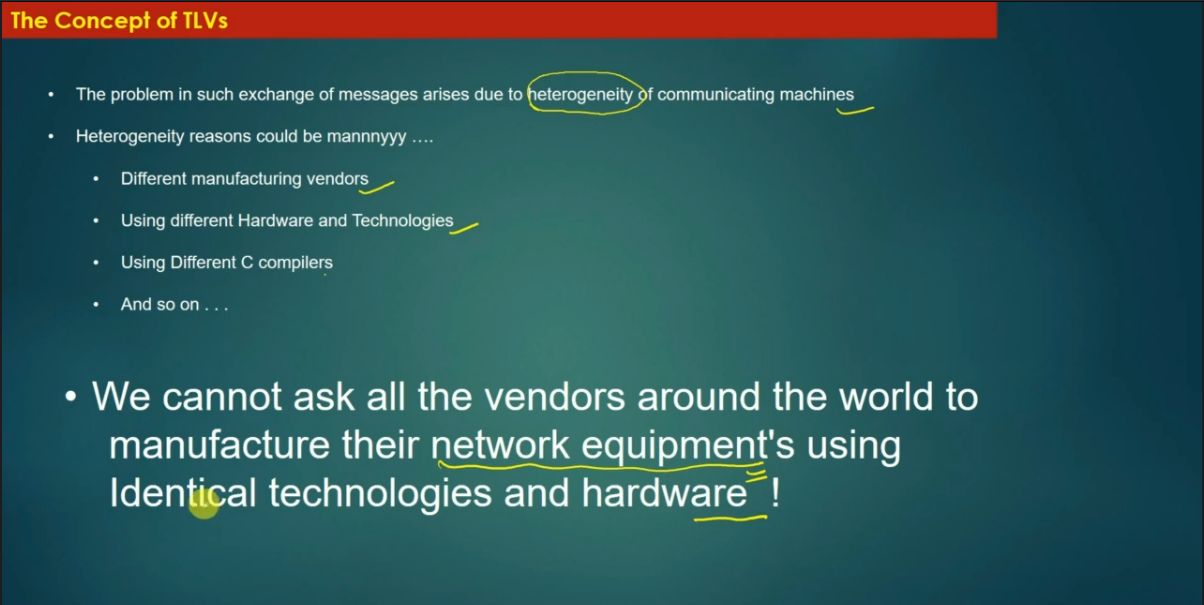 The Concept of TLVs
• The problem in such exchange of messages arises due to heterogeneity of communicating machines
• Heterogeneity reasons could be mannnyyy ....
• Different manufacturing vendors
• Using different Hardware and Technologies
• Using Different C compilers
• And so on . . .
• We cannot ask all the vendors around the world to
manufacture their network equipment's using
Identical technologies and hardware !